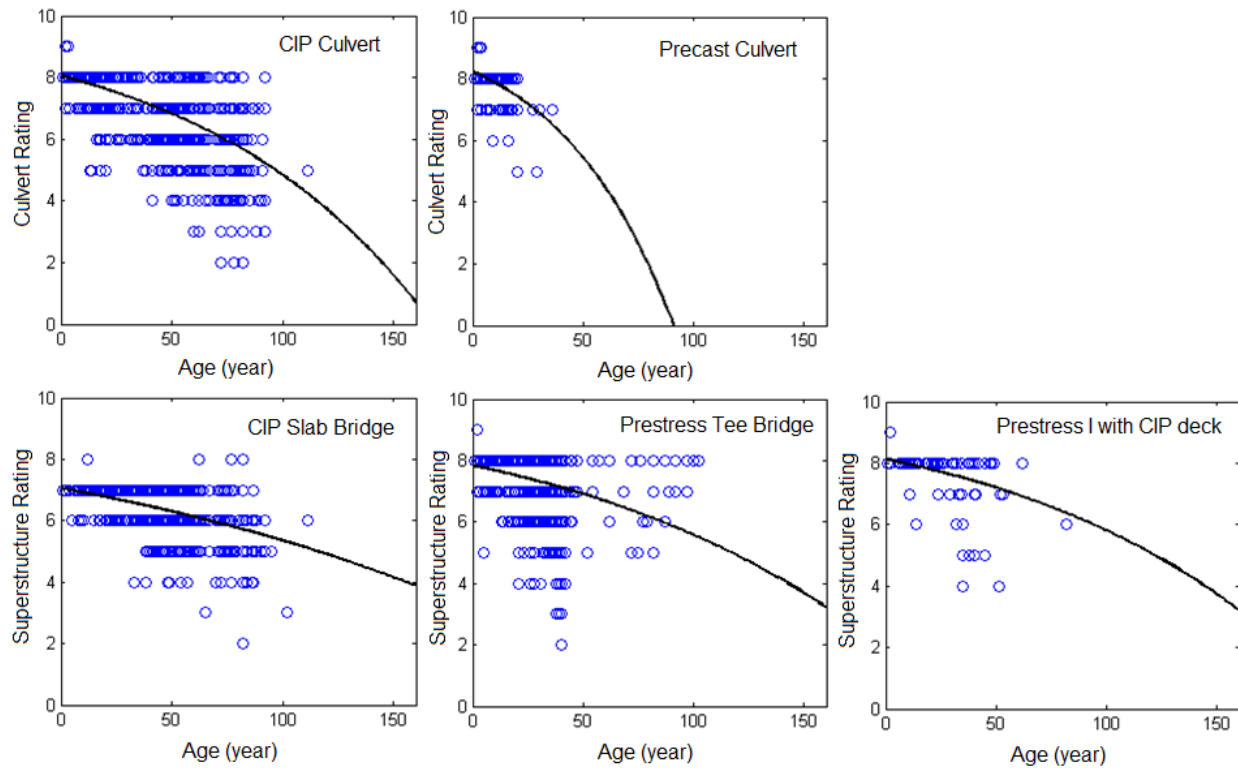 CIP Culvert
Culvert Rating
10
8
6
4
2
0
0 50 100 150
Age (year)
Precast Culvert
Culvert Rating
10
8
6
4
2
0
0 50 100 150
Age (year)
CIP Slab Bridge
Superstructure Rating
10
8
6
4
2
0
0 50 100 150
Age (year)
Prestress Tee Bridge
Superstructure Rating
10
8
6
4
2
0
0 50 100 150
Age (year)
Prestress I with CIP deck
Superstructure Rating
10
8
6
4
2
0
0 50 100 150
Age (year)